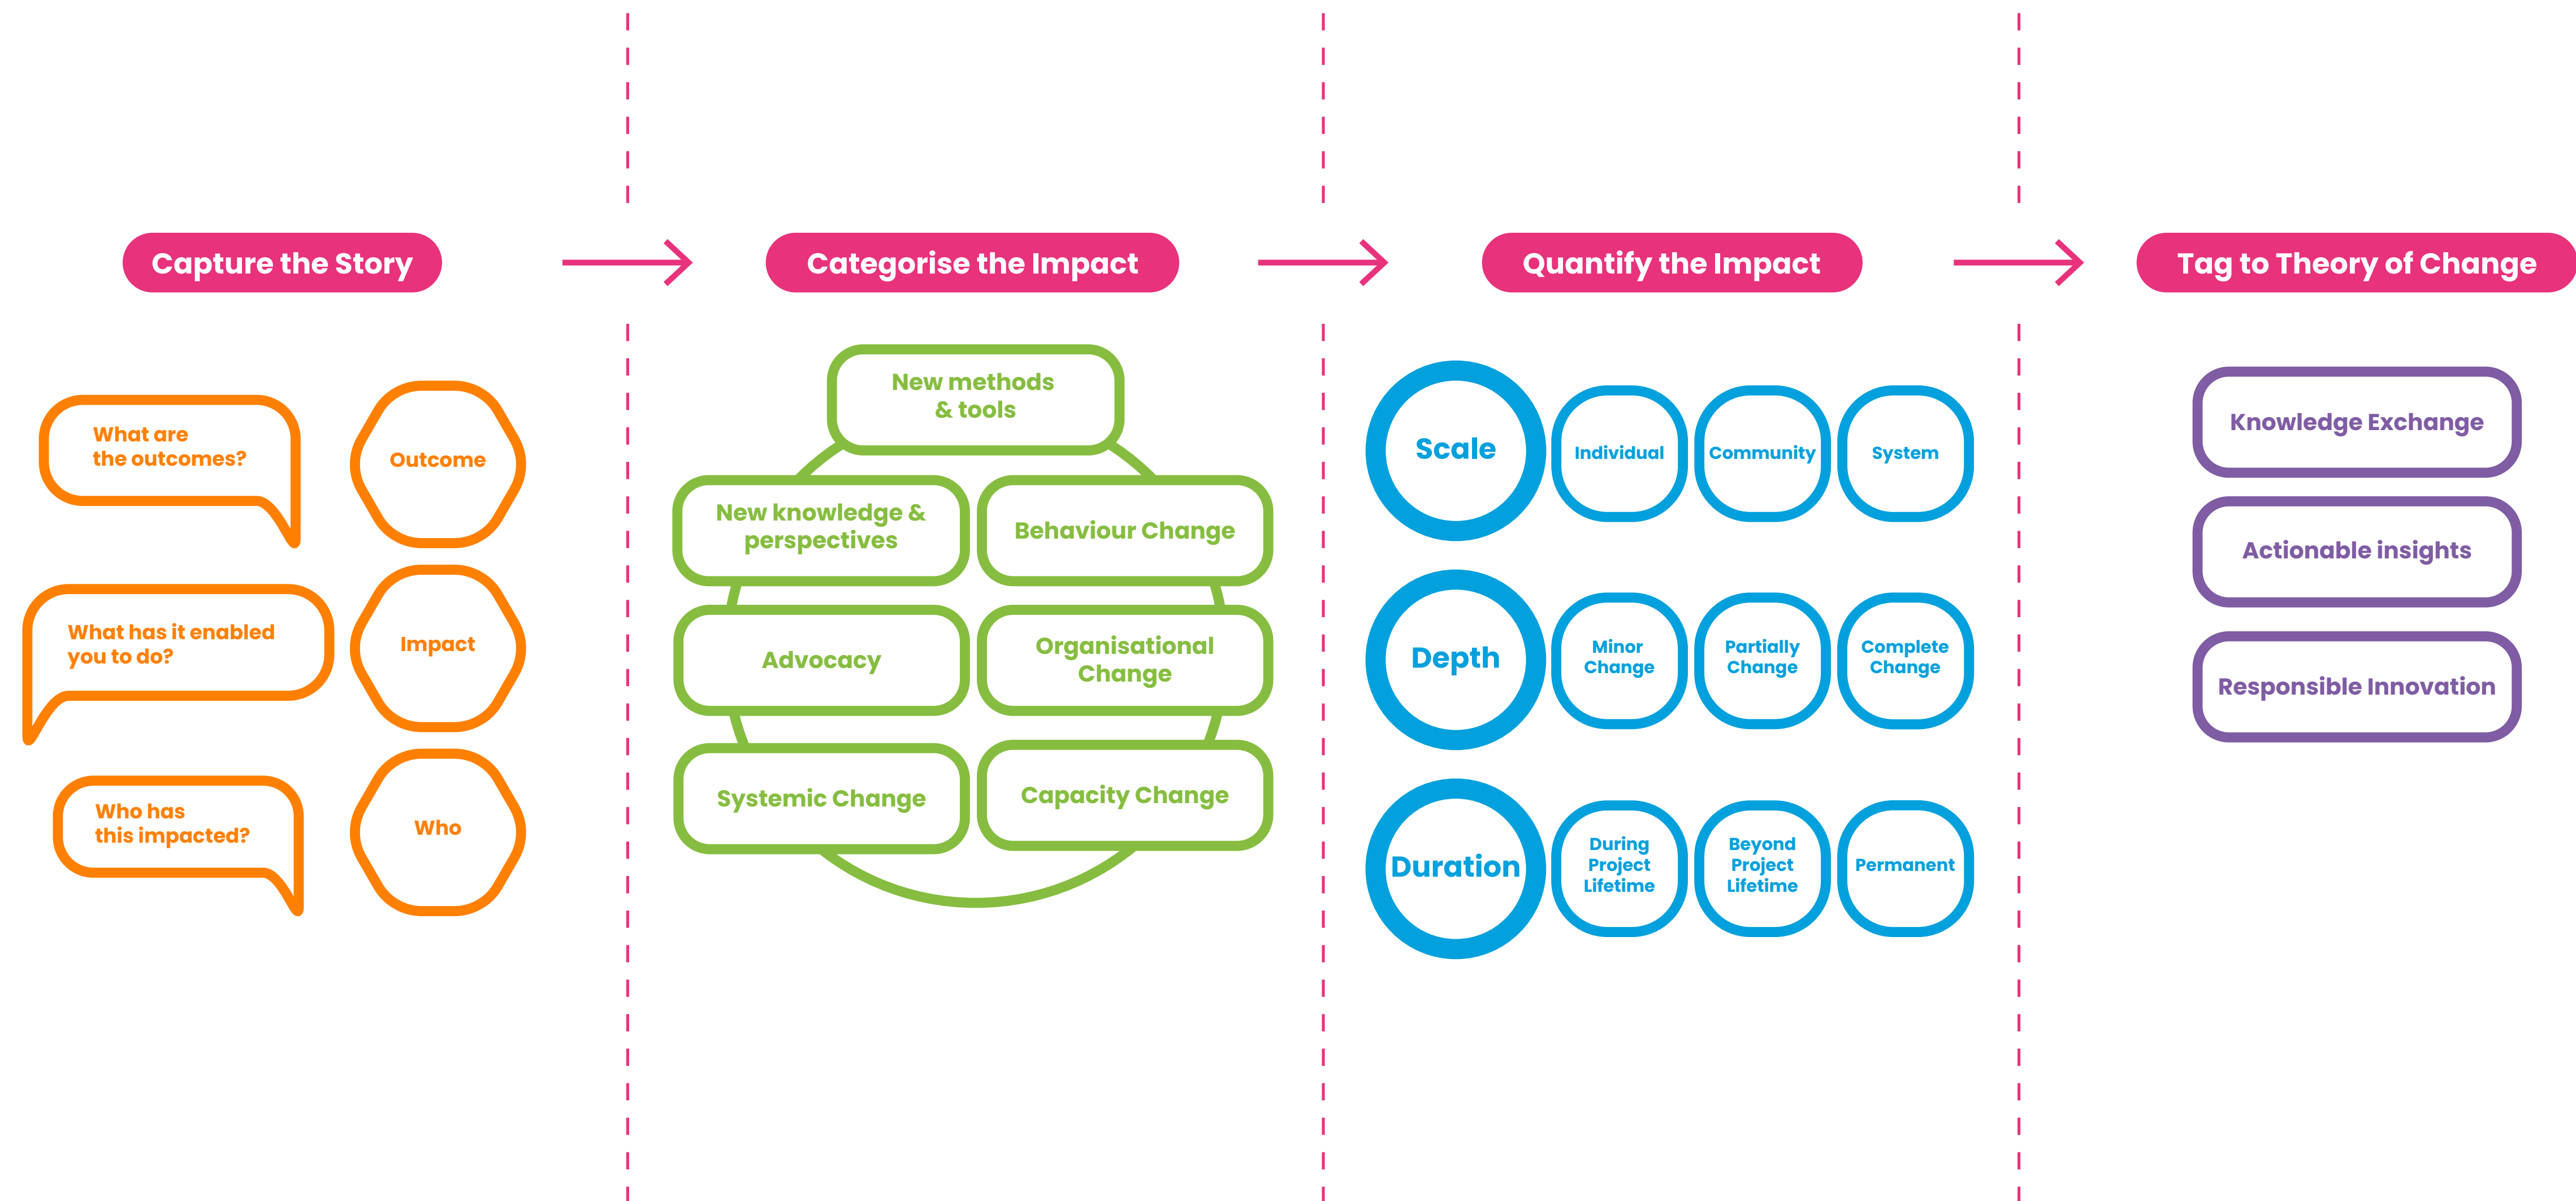 Capture the Story
Categorise the Impact
Quantify the Impact
Tag to Theory of Change
What are
the outcomes?
Outcome
What has it enabled
you to do?
Impact
Who has
this impacted?
Who
New methods
& tools
New knowledge &
perspectives
Behaviour Change
Advocacy
Organisational
Change
Systemic Change
Capacity Change
Scale
Individual
Community
System
Depth
Minor
Change
Partially
Change
Complete
Change
Duration
During
Project
Lifetime
Beyond
Project
Lifetime
Permanent
Knowledge Exchange
Actionable insights
Responsible Innovation